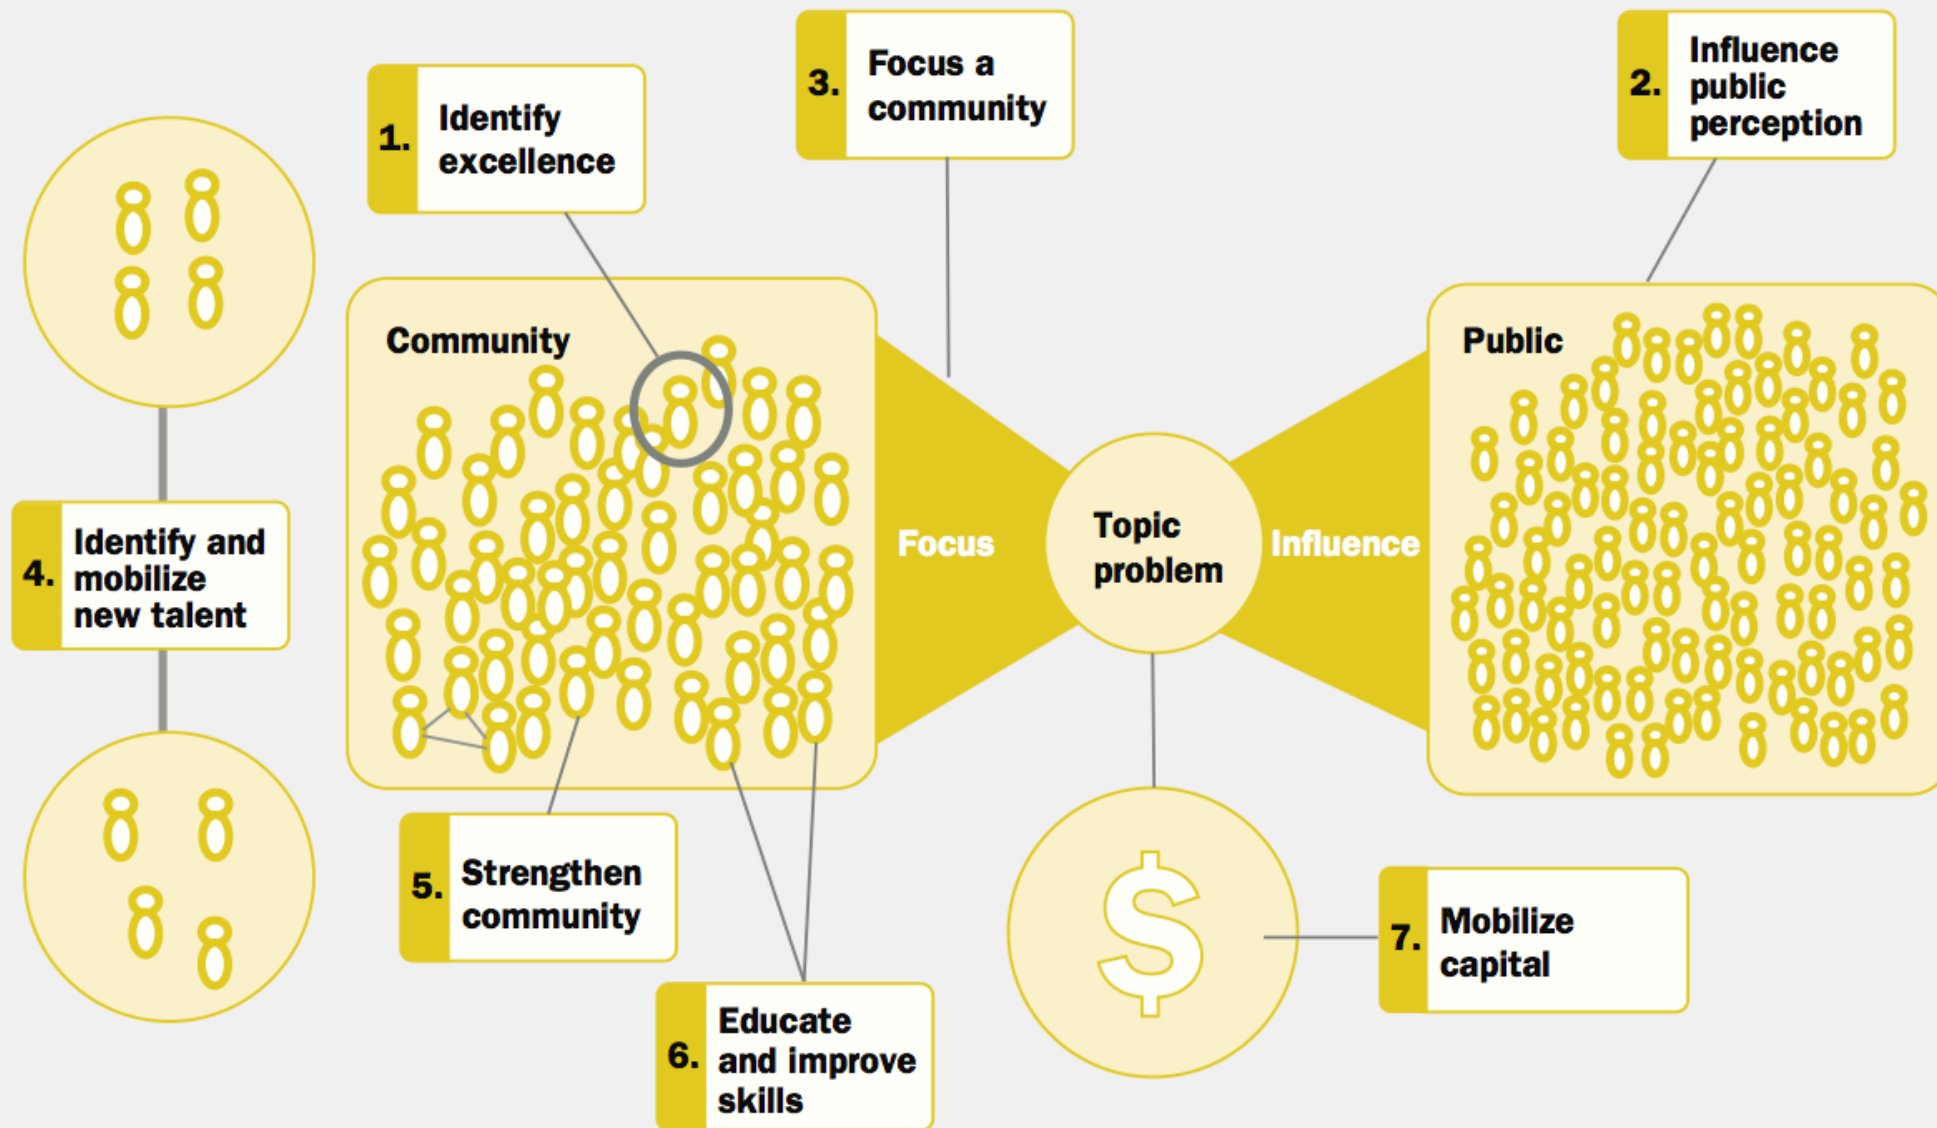 1.
Identify
excellence
3.
Focus a
community
2.
Influence
public
perception
4.
Identify and
mobilize
new talent
Community
Focus
Topic
problem
Influence
Public
5.
Strengthen
community
6.
Educate
and improve
skills
$
7.
Mobilize
capital